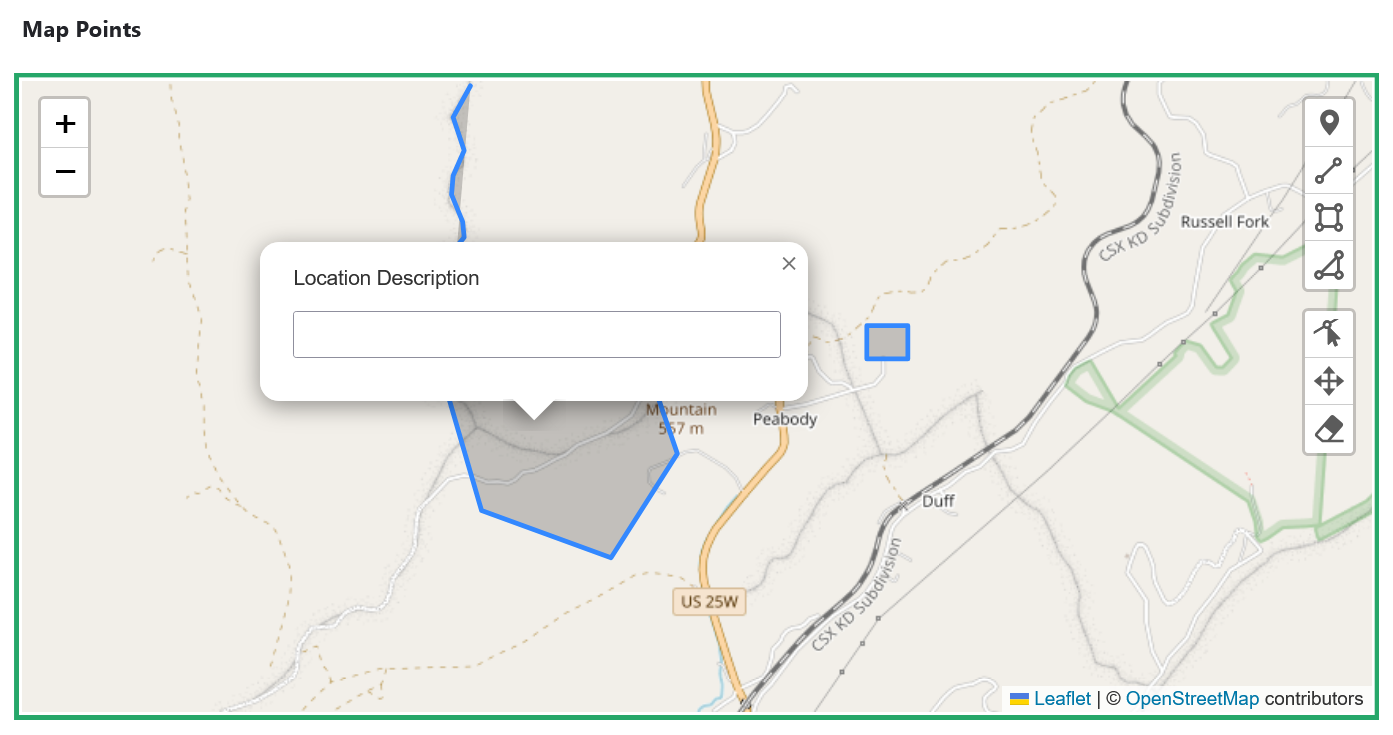 Map Points
+
−
CSX KD Subdivision
Russell Fork
Location Description
×
Mountain
567 m
Peabody
Duff
CSX KD Subdivision
US 25W
Leaflet | © OpenStreetMap contributors